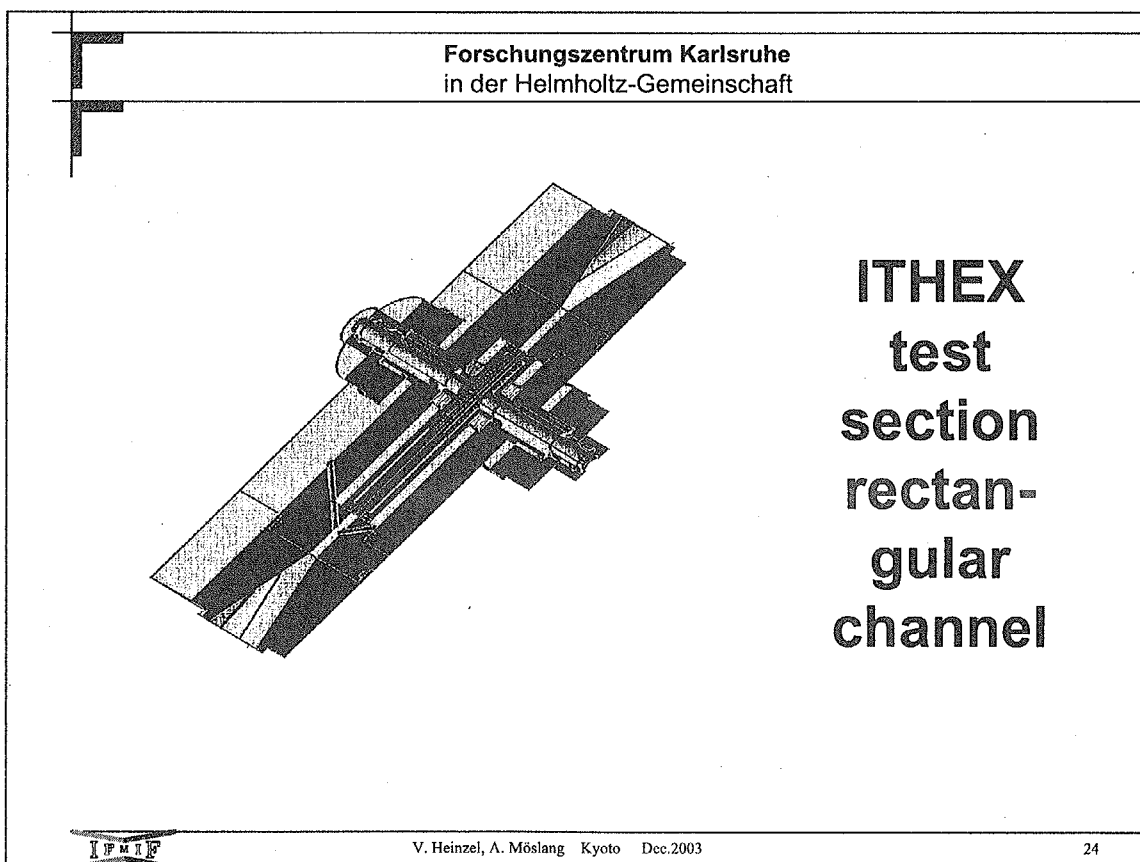 Forschungszentrum Karlsruhe
in der Helmholtz-Gemeinschaft
ITHEX
test
section
rectan-
gular
channel
IFMIF
V. Heinzel, A. Möslang Kyoto Dec.2003
24